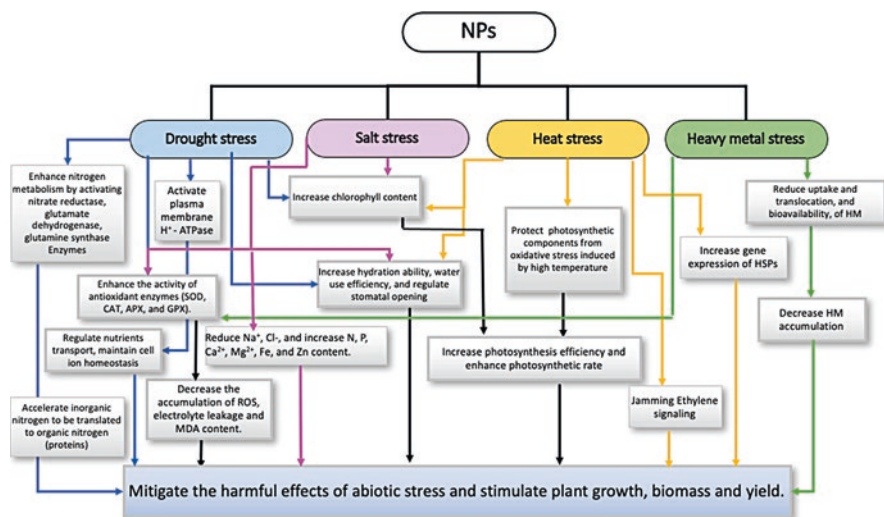 NPs
Drought stress
Salt stress
Heat stress
Heavy metal stress
Enhance nitrogen
metabolism by activating
nitrate reductase,
glutamate
dehydrogenase,
glutamine synthase
Enzymes
Activate
plasma
membrane
H⁺ - ATPase
Increase chlorophyll content
Protect photosynthetic
components from
oxidative stress induced
by high temperature
Reduce uptake and
translocation, and
bioavailability, of HM
Increase gene
expression of HSPs
Enhance the activity of
antioxidant enzymes (SOD,
CAT, APX, and GPX).
Increase hydration ability, water
use efficiency, and regulate
stomatal opening
Decrease HM
accumulation
Regulate nutrients
transport, maintain cell
ion homeostasis
Reduce Na⁺, Cl-, and increase N, P,
Ca²⁺, Mg²⁺, Fe, and Zn content.
Increase photosynthesis efficiency and
enhance photosynthetic rate
Accelerate inorganic
nitrogen to be translated
to organic nitrogen
(proteins)
Decrease the
accumulation of ROS,
electrolyte leakage and
MDA content.
Jamming Ethylene
signaling
Mitigate the harmful effects of abiotic stress and stimulate plant growth, biomass and yield.